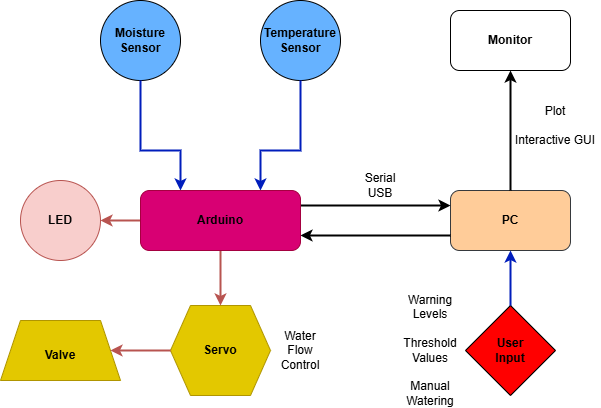 Moisture
Sensor
Temperature
Sensor
Monitor
Plot
Interactive GUI
Serial
USB
LED
Arduino
PC
Warning
Levels
Threshold
Values
Manual
Watering
User
Input
Valve
Servo
Water
Flow
Control